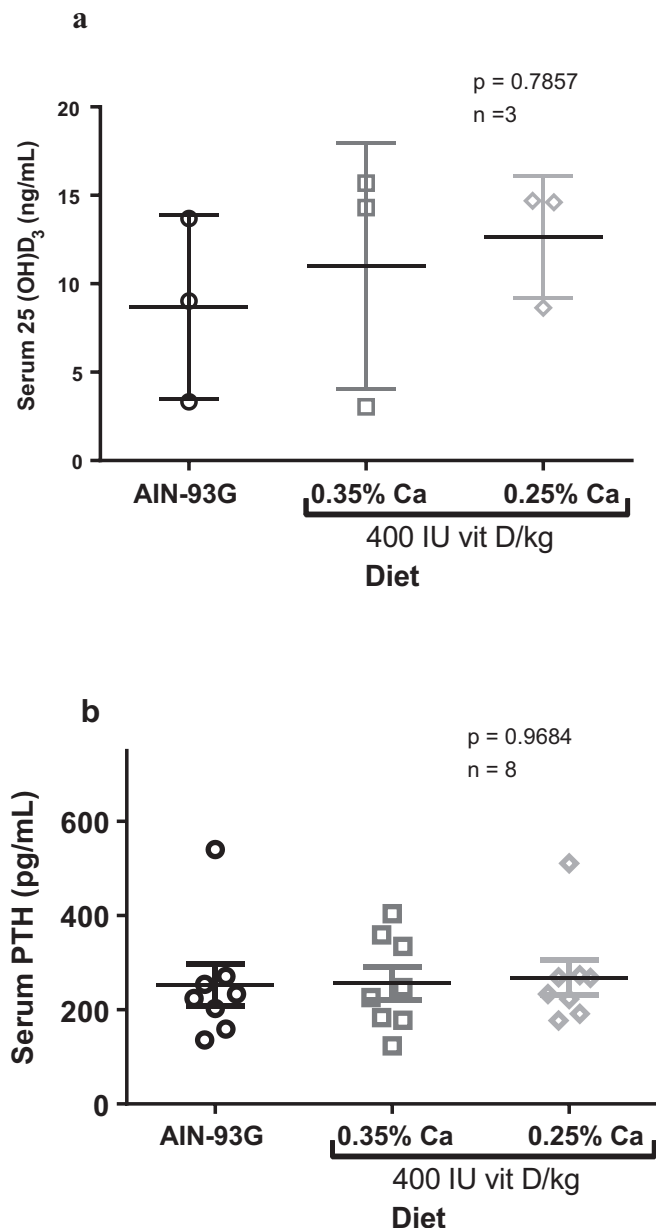 a
p = 0.7857
n =3
Serum 25 (OH)D3 (ng/mL)
20
15
10
5
0
AIN-93G
0.35% Ca
0.25% Ca
400 IU vit D/kg
Diet
b
p = 0.9684
n = 8
Serum PTH (pg/mL)
600
400
200
0
AIN-93G
0.35% Ca
0.25% Ca
400 IU vit D/kg
Diet